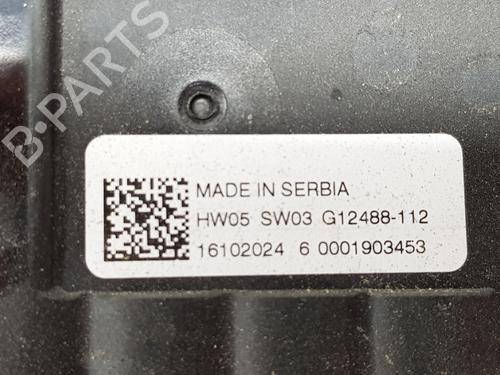 B-PARTS
MADE IN SERBIA
HW05 SW03 G12488-112
16102024 6 0001903453